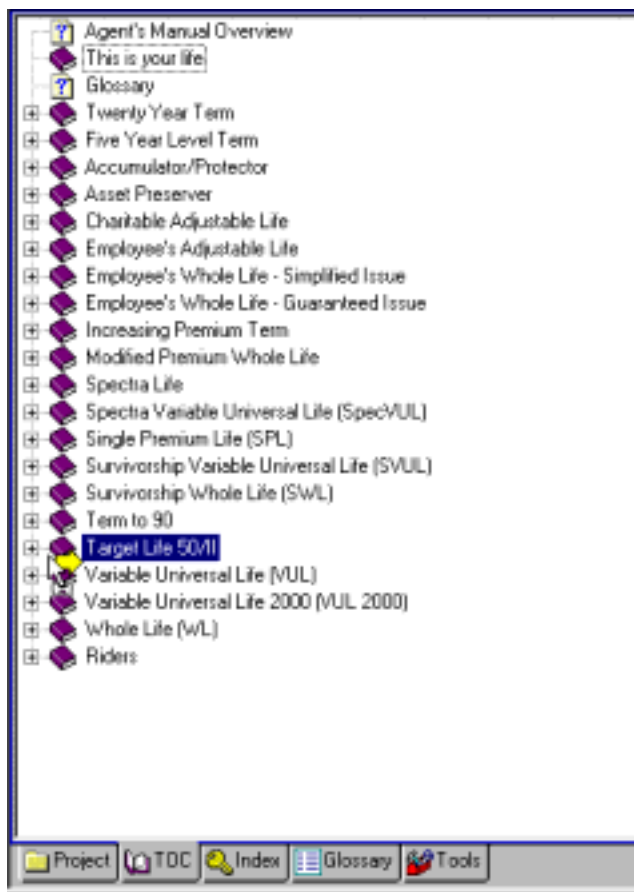 Agent's Manual Overview
This is your life
Glossary
Twenty Year Term
Five Year Level Term
Accumulator/Protector
Asset Preserver
Charitable Adjustable Life
Employee's Adjustable Life
Employee's Whole Life - Simplified Issue
Employee's Whole Life - Guaranteed Issue
Increasing Premium Term
Modified Premium Whole Life
Spectra Life
Spectra Variable Universal Life (SpecVUL)
Single Premium Life (SPL)
Survivorship Variable Universal Life (SVUL)
Survivorship Whole Life (SWL)
Term to 90
Target Life 50/II
Variable Universal Life (VUL)
Variable Universal Life 2000 (VUL 2000)
Whole Life (WL)
Riders
Project TOC Index Glossary Tools